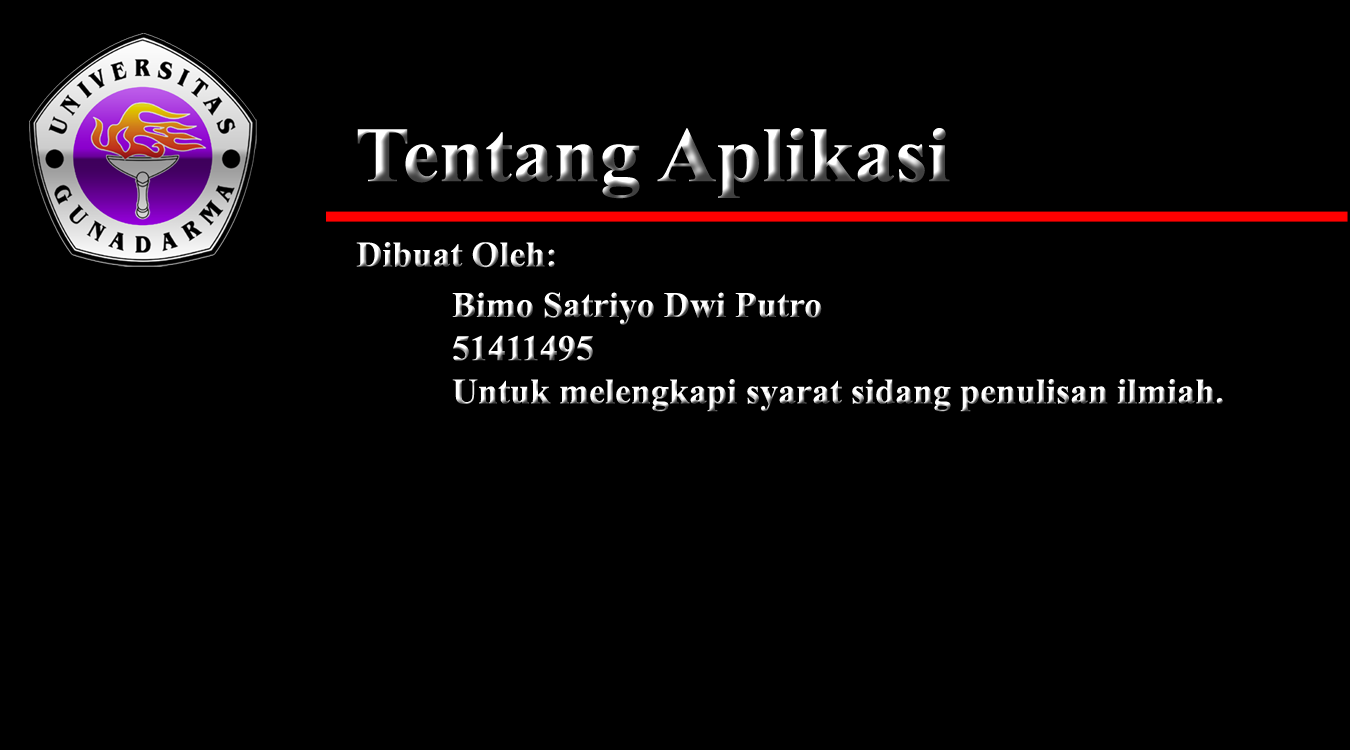 UNIVERSITAS
GUNADARMA
Tentang Aplikasi
Dibuat Oleh:
Bimo Satriyo Dwi Putro
51411495
Untuk melengkapi syarat sidang penulisan ilmiah.